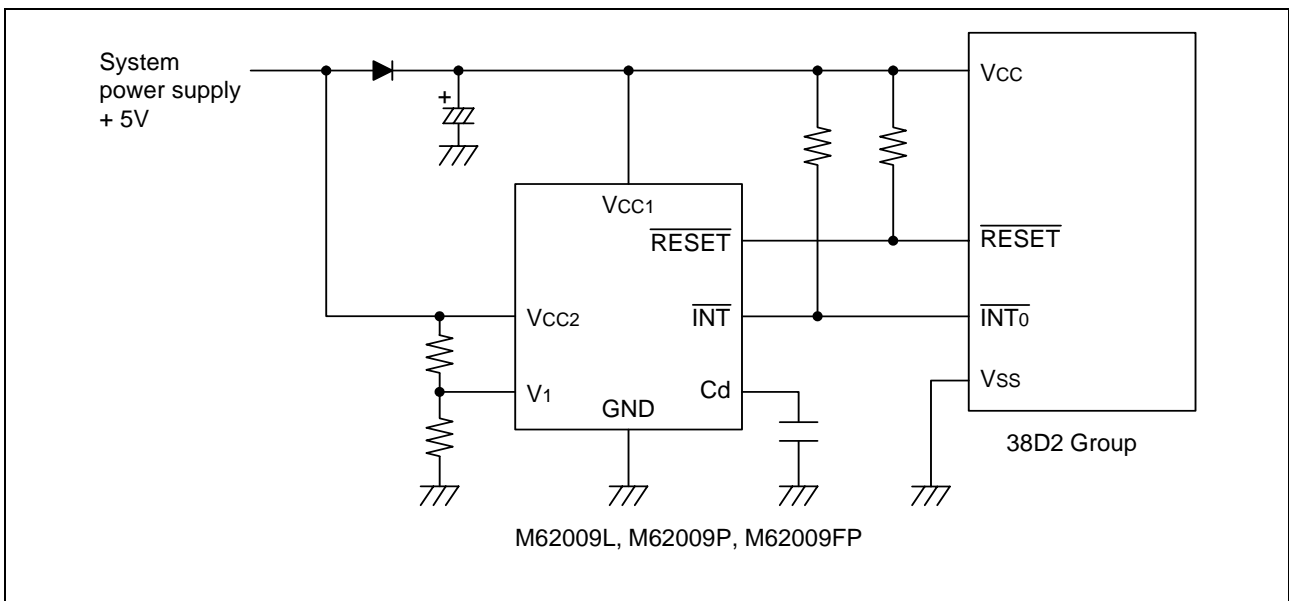 System
power supply
+ 5V
+
VCC1
RESET
VCC2
INT
V1
Cd
GND
M62009L, M62009P, M62009FP
VCC
RESET
INT0
VSS
38D2 Group